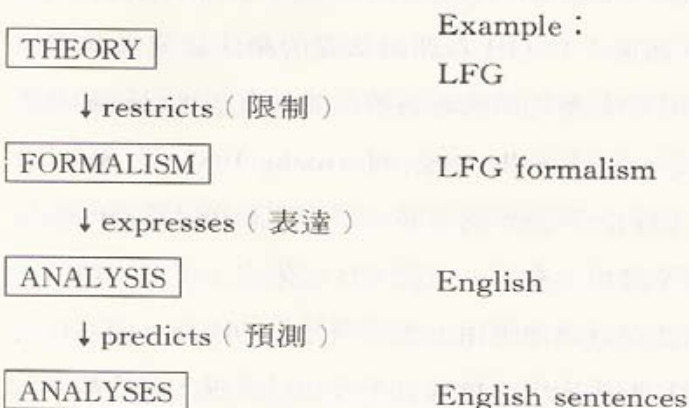 Example：
THEORY
LFG
↓ restricts ( 限制 )
FORMALISM LFG formalism
↓ expresses ( 表達 )
ANALYSIS English
↓ predicts ( 預測 )
ANALYSES English sentences